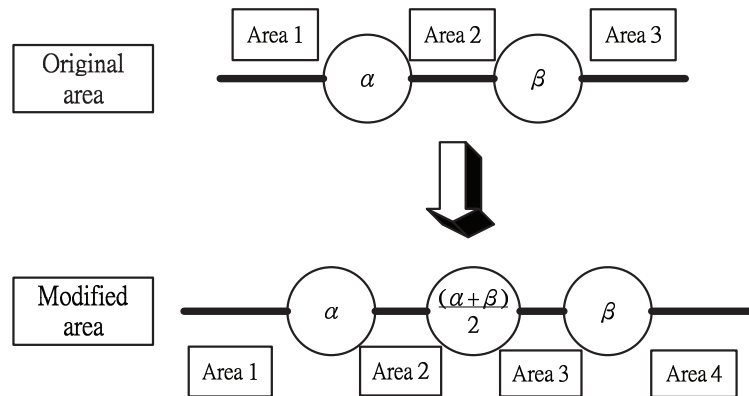 Original
area
Area 1
Area 2
Area 3
α
β
Modified
area
α
(α+β)
2
β
Area 1
Area 2
Area 3
Area 4